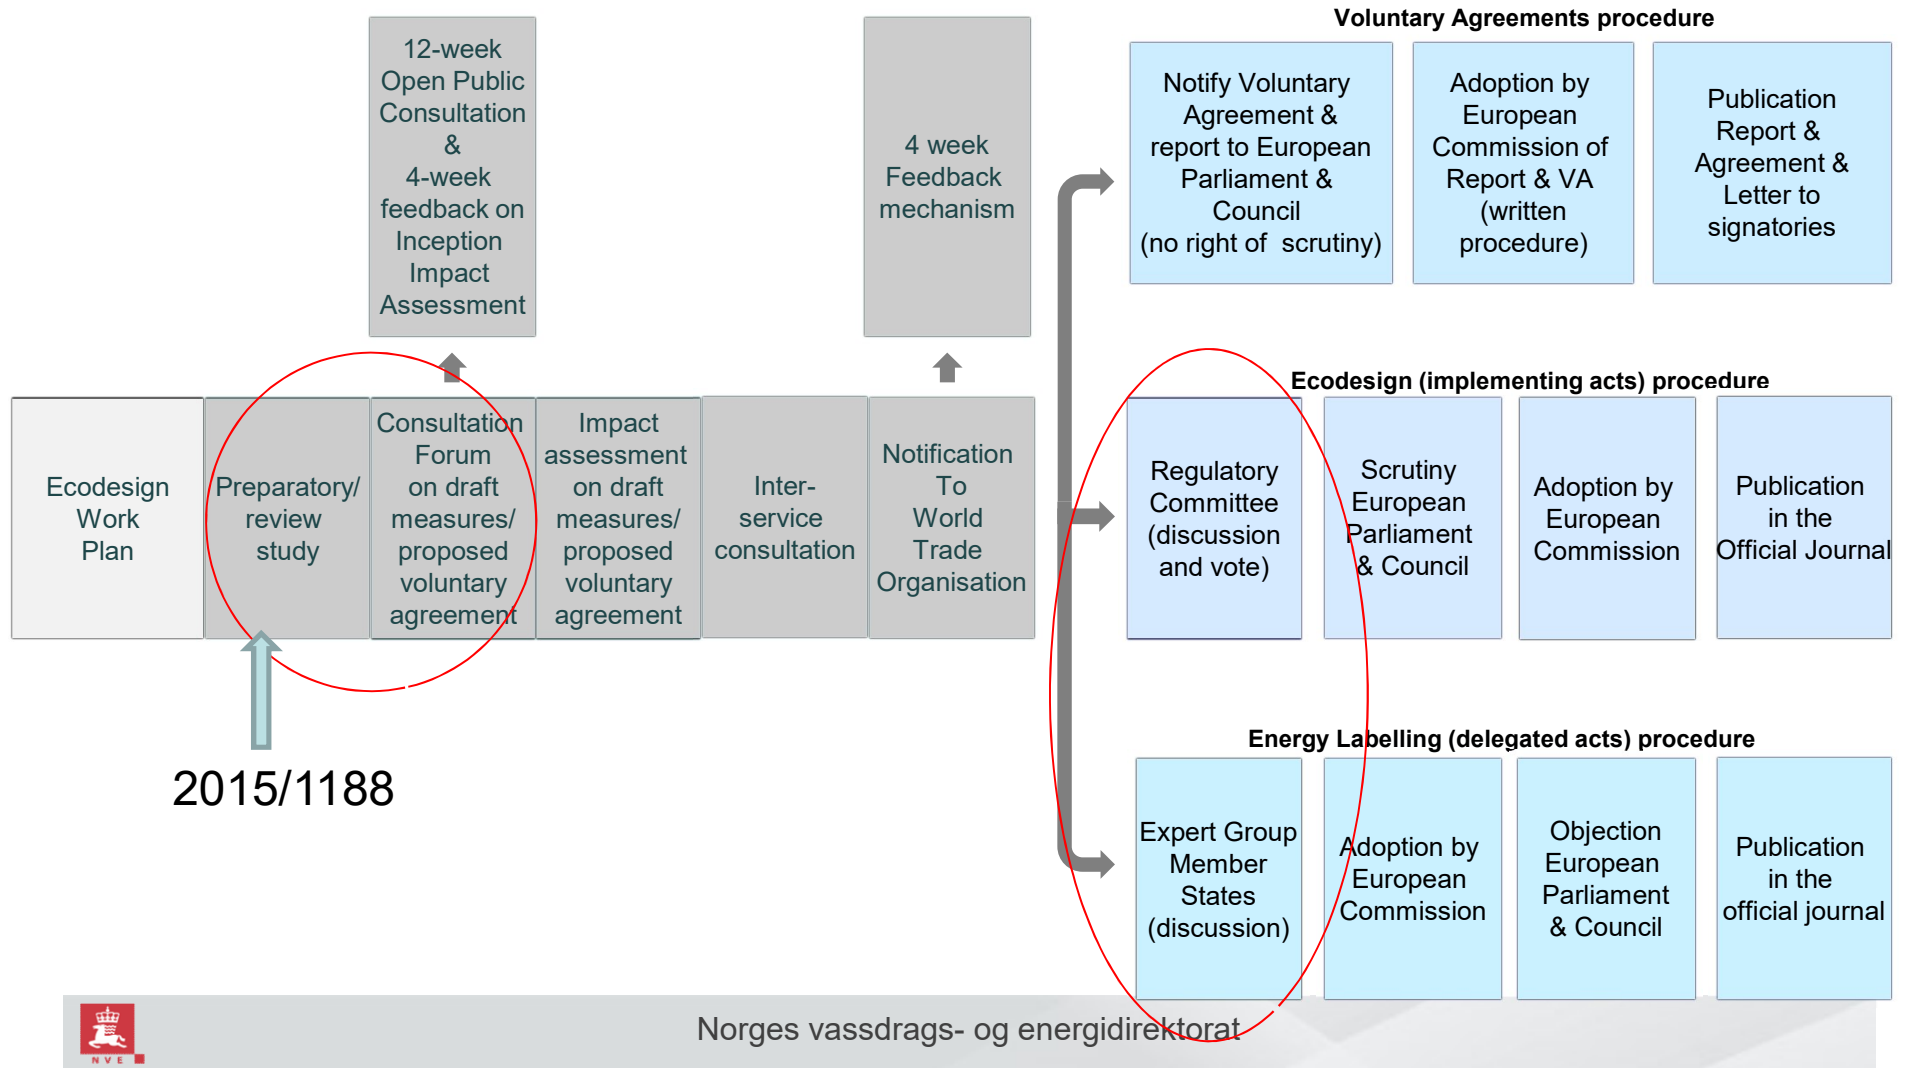 Voluntary Agreements procedure
12-week
Open Public
Consultation
&
4-week
feedback on
Inception
Impact
Assessment
4 week
Feedback
mechanism
Notify Voluntary
Agreement &
report to European
Parliament &
Council
(no right of scrutiny)
Adoption by
European
Commission of
Report & VA
(written
procedure)
Publication
Report &
Agreement &
Letter to
signatories
Ecodesign (implementing acts) procedure
Ecodesign
Work
Plan
Preparatory/
review
study
Consultation
Forum
on draft
measures/
proposed
voluntary
agreement
Impact
assessment
on draft
measures/
proposed
voluntary
agreement
Inter-
service
consultation
Notification
To
World
Trade
Organisation
Regulatory
Committee
(discussion
and vote)
Scrutiny
European
Parliament
& Council
Adoption by
European
Commission
Publication
in the
Official Journal
2015/1188
Energy Labelling (delegated acts) procedure
Expert Group
Member
States
(discussion)
Adoption by
European
Commission
Objection
European
Parliament
& Council
Publication
in the
official journal
NVE
Norges vassdrags- og energidirektorat